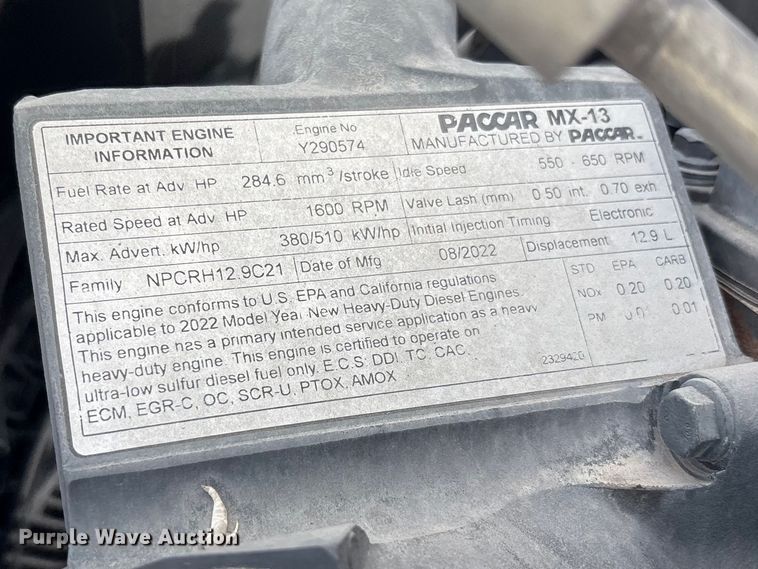 IMPORTANT ENGINE INFORMATION
Engine No Y290574
PACCAR MX-13
MANUFACTURED BY PACCAR
Fuel Rate at Adv HP 284.6 mm³/stroke Idle Speed 550 - 650 RPM
Rated Speed at Adv HP 1600 RPM Valve Lash (mm) 0.50 int. 0.70 exh.
Max. Advert. kW/hp 380/510 kW/hp Initial Injection Timing Electronic
Family NPCRH12.9C21 Date of Mfg 08/2022 Displacement 12.9 L
This engine conforms to U.S. EPA and California regulations
applicable to 2022 Model Yea. New Heavy-Duty Diesel Engines.
This engine has a primary intended service application as a heavy
heavy-duty engine. This engine is certified to operate on
ultra-low sulfur diesel fuel only. E.C.S: DDI, TC, CAC,
ECM, EGR-C, OC, SCR-U, PTOX, AMOX
STD EPA CARB
NOx 0.20 0.20
PM 0.01
Purple Wave Auction